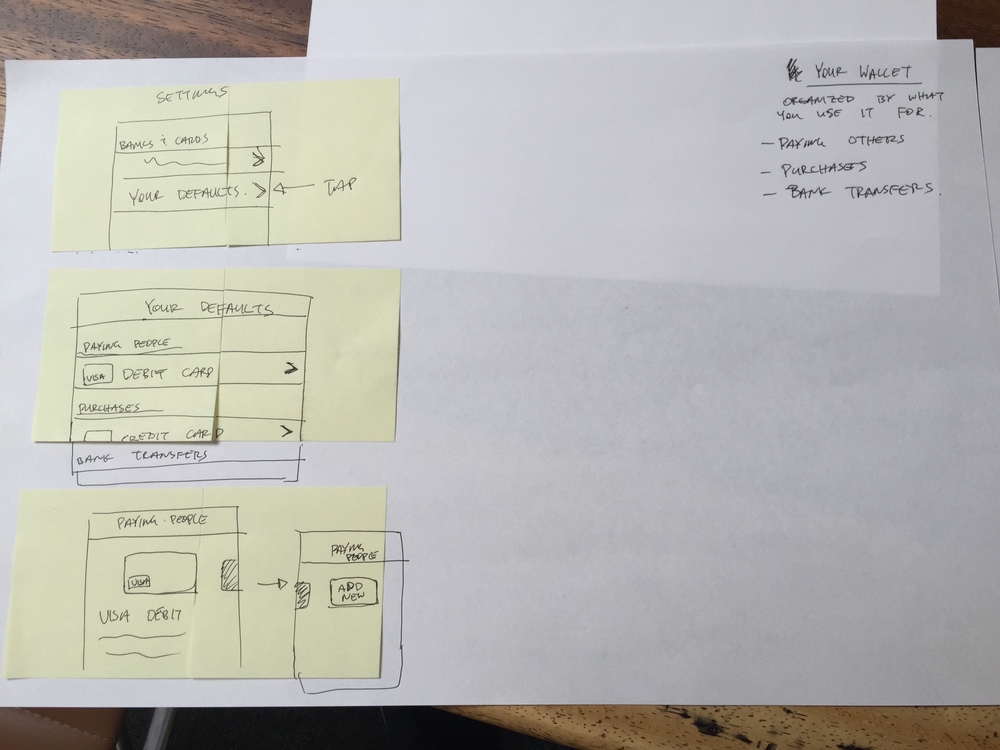 SETTINGS
BANKS & CARDS
YOUR DEFAULTS.
TAP
YOUR DEFAULTS
PAYING PEOPLE
VISA DEBIT CARD
PURCHASES
CREDIT CARD
BANK TRANSFERS
PAYING PEOPLE
VISA
VISA DEBIT
PAYING
PEOPLE
ADD
NEW
YOUR WALLET
ORGANIZED BY WHAT
YOU USE IT FOR.
- PAYING OTHERS
- PURCHASES
- BANK TRANSFERS.